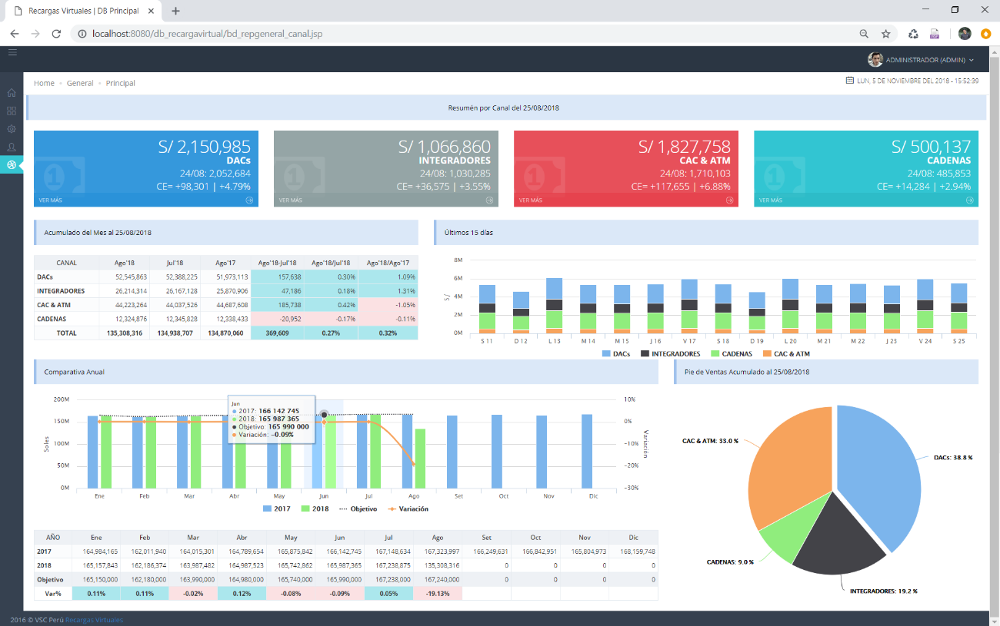 Recargas Virtuales | DB Principal
localhost:8080/db_recargavirtual/bd_repgeneral_canal.jsp
ADMINISTRADOR (ADMIN)
Home General Principal
LUN, 5 DE NOVIEMBRE DEL 2018 - 15:52:39
Resumén por Canal del 25/08/2018
S/ 2,150,985
DACs
24/08: 2,052,684
CE= +98,301 | +4.79%
VER MÁS
S/ 1,066,860
INTEGRADORES
24/08: 1,030,285
CE= +36,575 | +3.55%
VER MÁS
S/ 1,827,758
CAC & ATM
24/08: 1,710,103
CE= +117,655 | +6.88%
VER MÁS
S/ 500,137
CADENAS
24/08: 485,853
CE= +14,284 | +2.94%
VER MÁS
Acumulado del Mes al 25/08/2018
CANAL Ago'18 Jul'18 Ago'17 Ago'18-Jul'18 Ago'18/Jul'18 Ago'18/Ago'17
DACs 52,545,863 52,388,225 51,973,113 157,638 0.30% 1.09%
INTEGRADORES 26,214,314 26,167,128 25,870,906 47,186 0.18% 1.31%
CAC & ATM 44,223,264 44,037,526 44,687,608 185,738 0.42% -1.05%
CADENAS 12,324,876 12,345,828 12,338,433 -20,952 -0.17% -0.11%
TOTAL 135,308,316 134,938,707 134,870,060 369,609 0.27% 0.32%
Últimos 15 días
8M
6M
4M
2M
0M
S/
S 11 D 12 L 13 M 14 M 15 J 16 V 17 S 18 D 19 L 20 M 21 M 22 J 23 V 24 S 25
DACs INTEGRADORES CADENAS CAC & ATM
Comparativa Anual
200M
150M
100M
50M
0M
Soles
Jun
2017: 166 142 745
2018: 165 987 365
Objetivo: 165 990 000
Variación: -0.09%
10%
0%
-10%
-20%
-30%
Variación
Ene Feb Mar Abr May Jun Jul Ago Set Oct Nov Dic
2017 2018 Objetivo Variación
AÑO Ene Feb Mar Abr May Jun Jul Ago Set Oct Nov Dic
2017 164,984,165 162,011,940 164,015,301 164,789,654 165,875,842 166,142,745 167,148,634 167,323,997 166,249,631 166,842,951 165,804,973 168,159,748
2018 165,157,843 162,186,374 163,987,482 164,987,523 165,742,862 165,987,365 167,238,875 135,308,316 0 0 0 0
Objetivo 165,150,000 162,180,000 163,990,000 164,980,000 165,740,000 165,990,000 167,238,000 167,240,000 0 0 0 0
Var% 0.11% 0.11% -0.02% 0.12% -0.08% -0.09% 0.05% -19.13%
Pie de Ventas Acumulado al 25/08/2018
CAC & ATM: 33.0 %
DACs: 38.8 %
CADENAS: 9.0 %
INTEGRADORES: 19.2 %
2016 © VSC Perú Recargas Virtuales